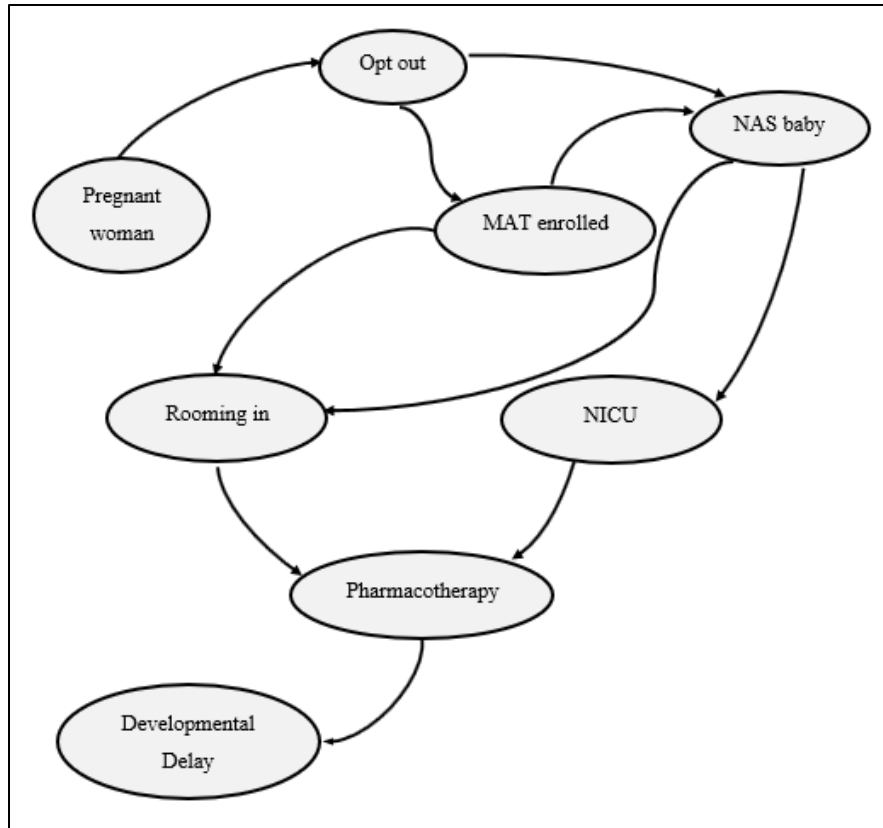 Opt out
NAS baby
Pregnant
woman
MAT enrolled
Rooming in
NICU
Pharmacotherapy
Developmental
Delay